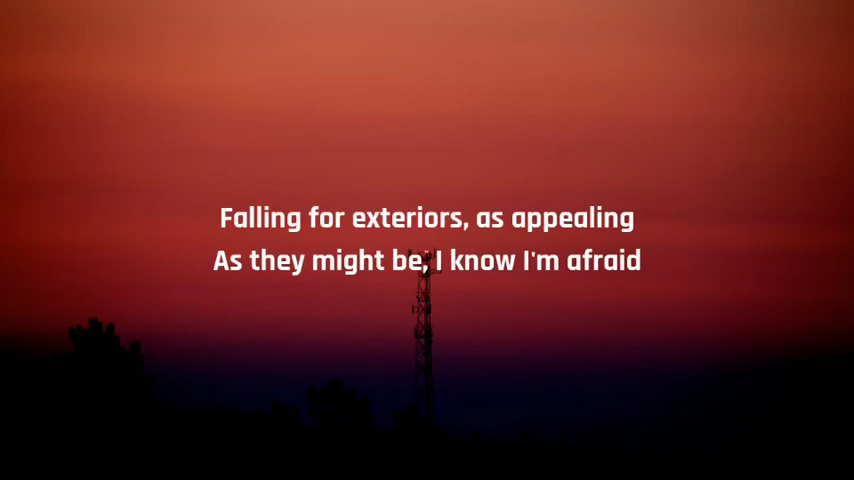 Falling for exteriors, as appealing
As they might be, I know I'm afraid